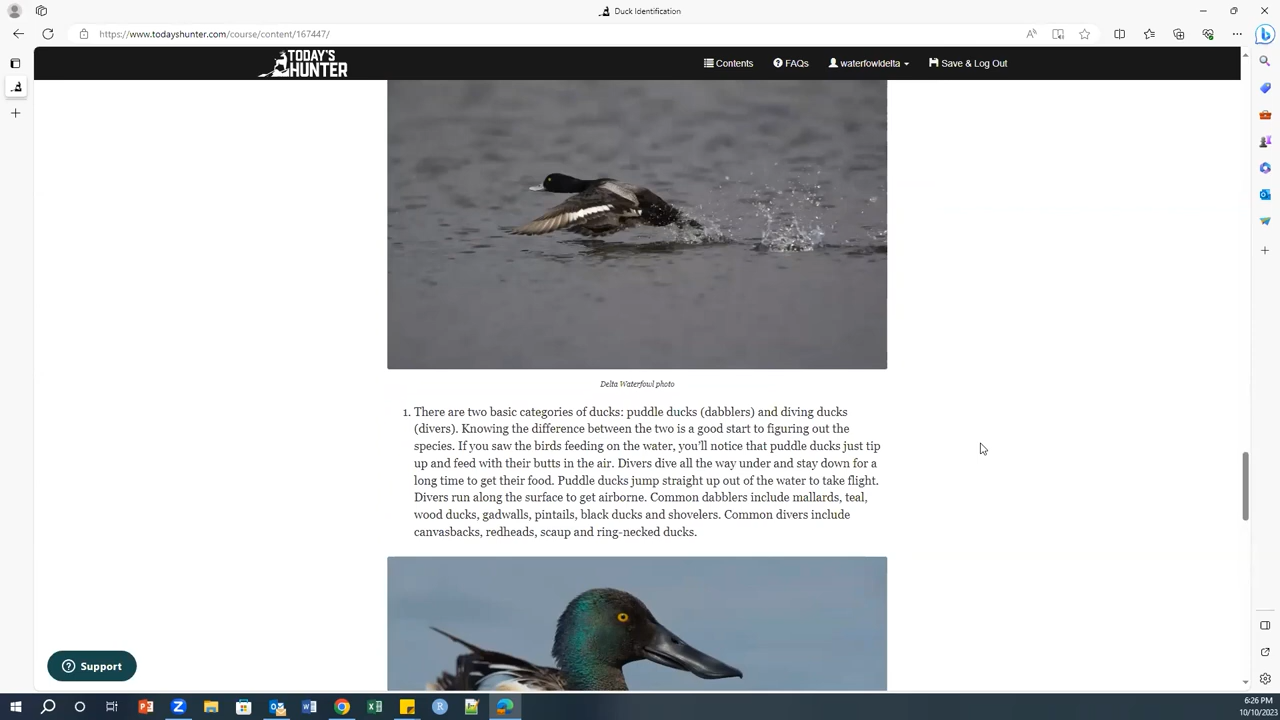 Duck Identification
https://www.todayshunter.com/course/content/167447/
TODAY'S
HUNTER
Contents
FAQs
waterfowldelta
Save & Log Out
Delta Waterfowl photo
1. There are two basic categories of ducks: puddle ducks (dabblers) and diving ducks
(divers). Knowing the difference between the two is a good start to figuring out the
species. If you saw the birds feeding on the water, you'll notice that puddle ducks just tip
up and feed with their butts in the air. Divers dive all the way under and stay down for a
long time to get their food. Puddle ducks jump straight up out of the water to take flight.
Divers run along the surface to get airborne. Common dabblers include mallards, teal,
wood ducks, gadwalls, pintails, black ducks and shovelers. Common divers include
canvasbacks, redheads, scaup and ring-necked ducks.
Support
6:26 PM
10/10/2023